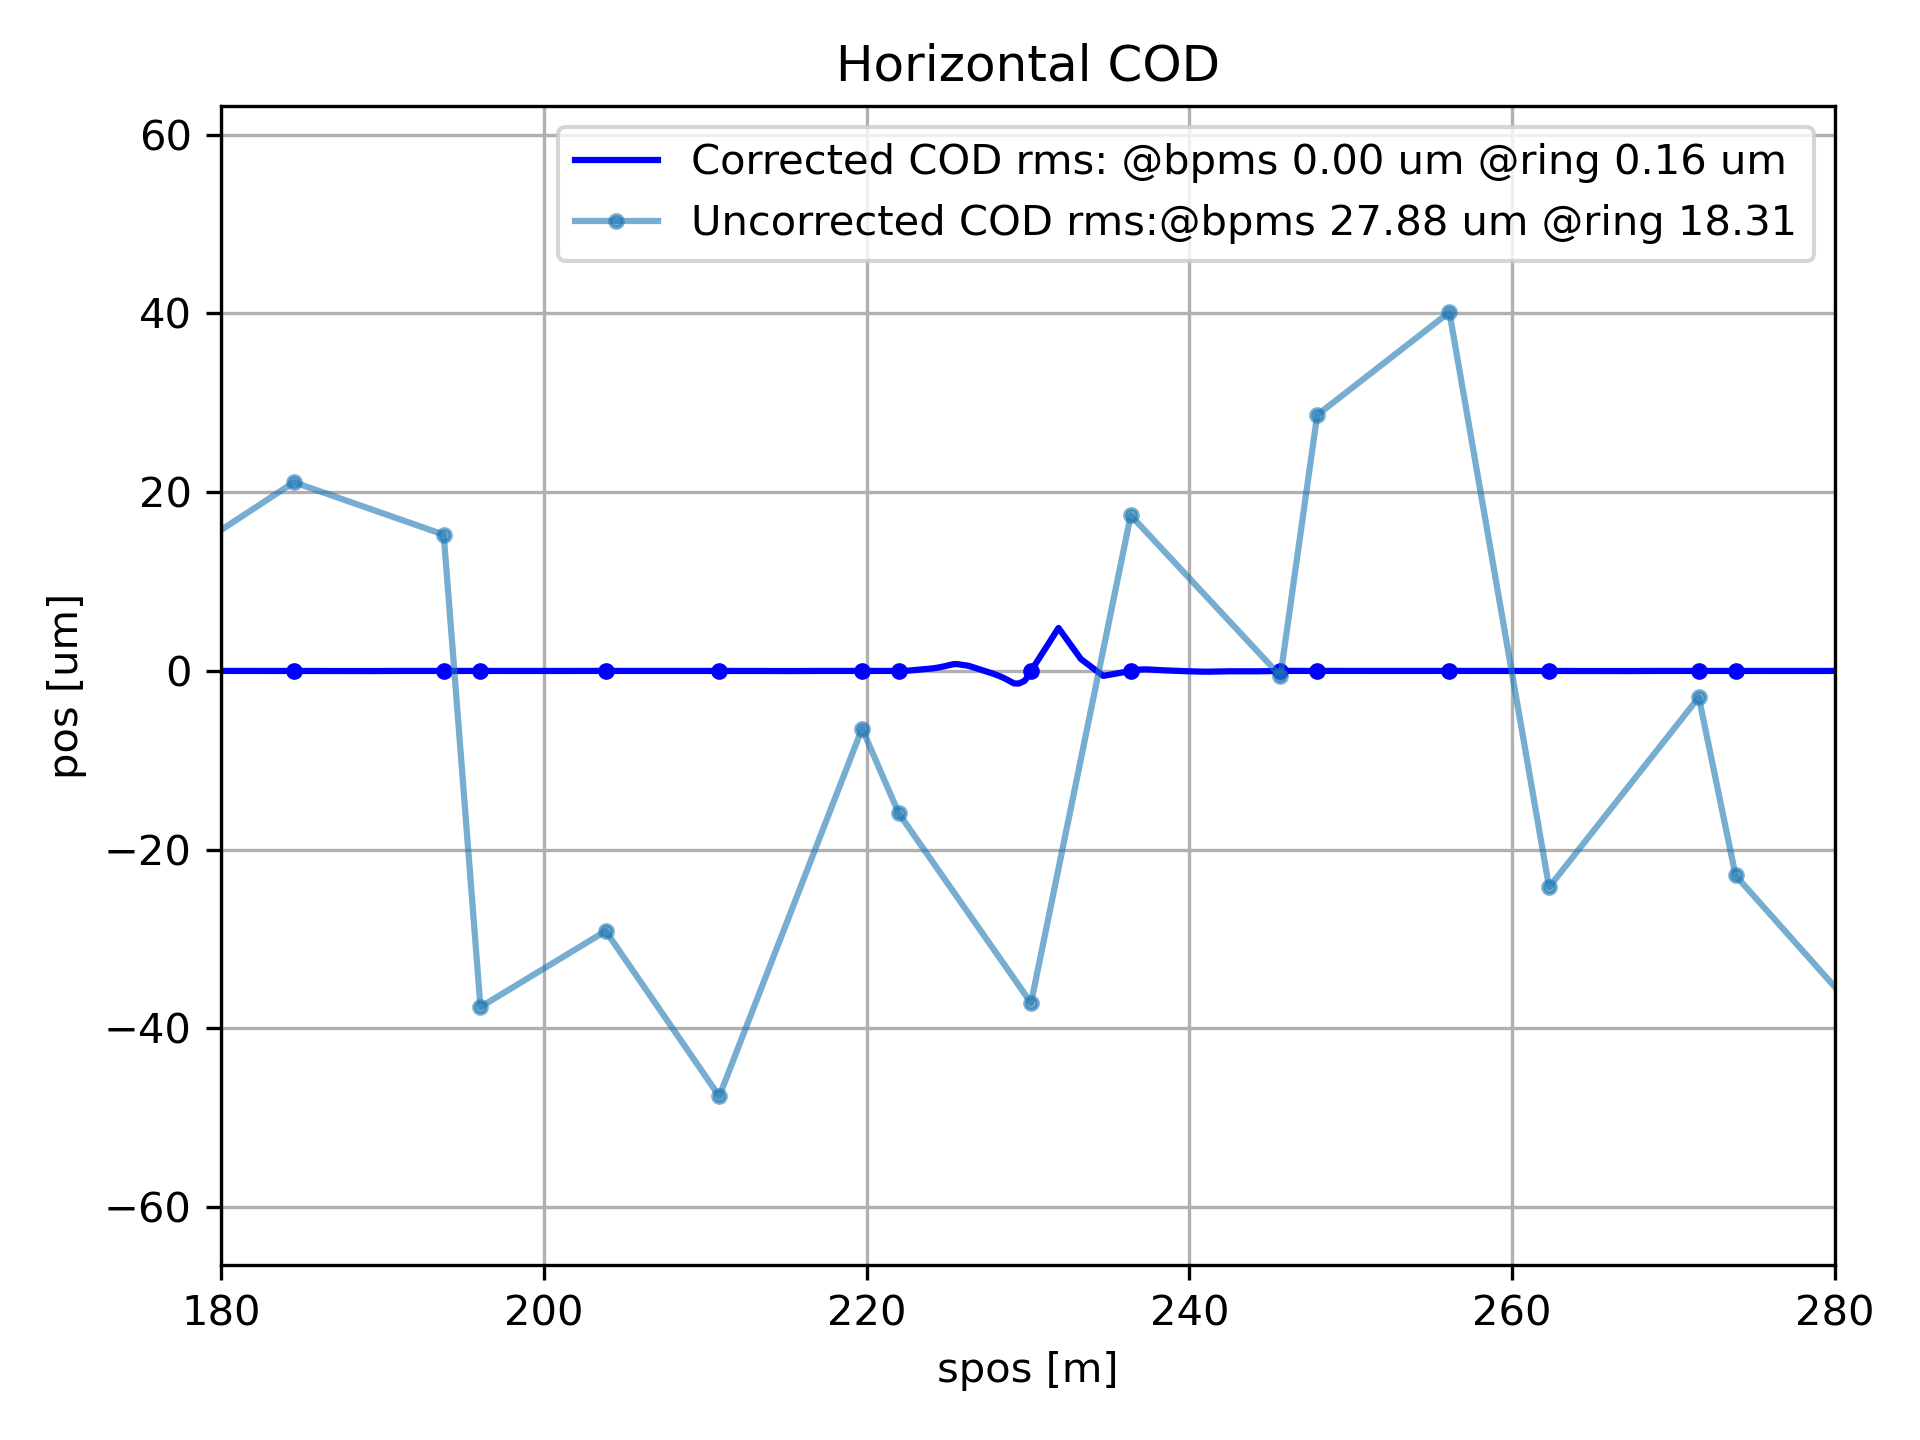 Horizontal COD
60
40
20
0
−20
−40
−60
pos [um]
Corrected COD rms: @bpms 0.00 um @ring 0.16 um
Uncorrected COD rms:@bpms 27.88 um @ring 18.31
180 200 220 240 260 280
spos [m]